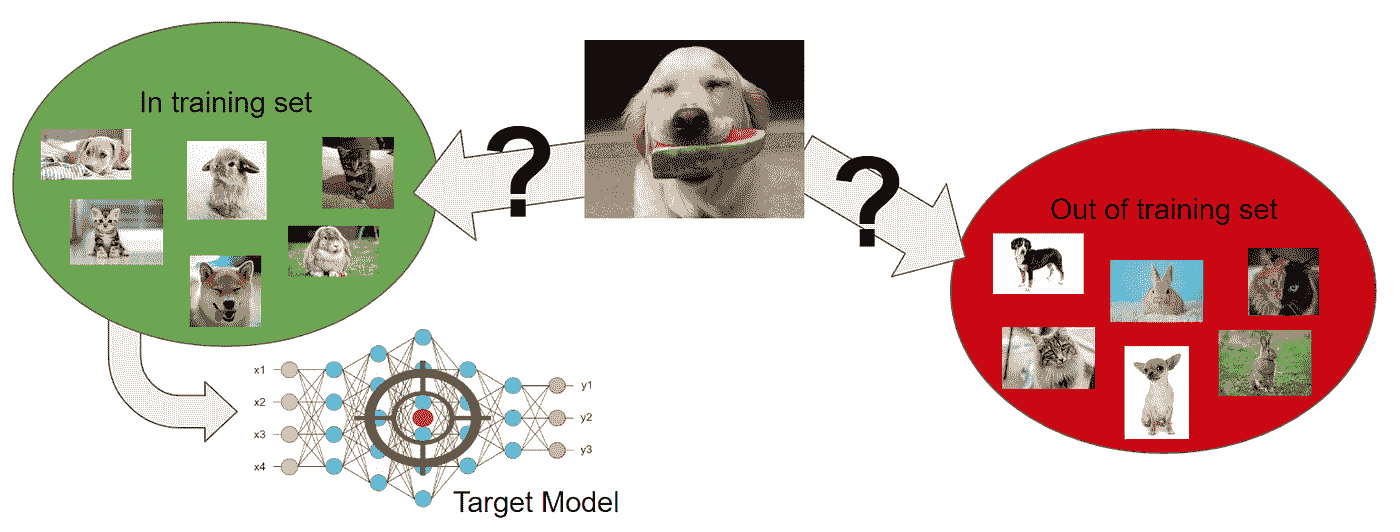 In training set
?
?
Out of training set
x1
x2
x3
x4
y1
y2
y3
Target Model